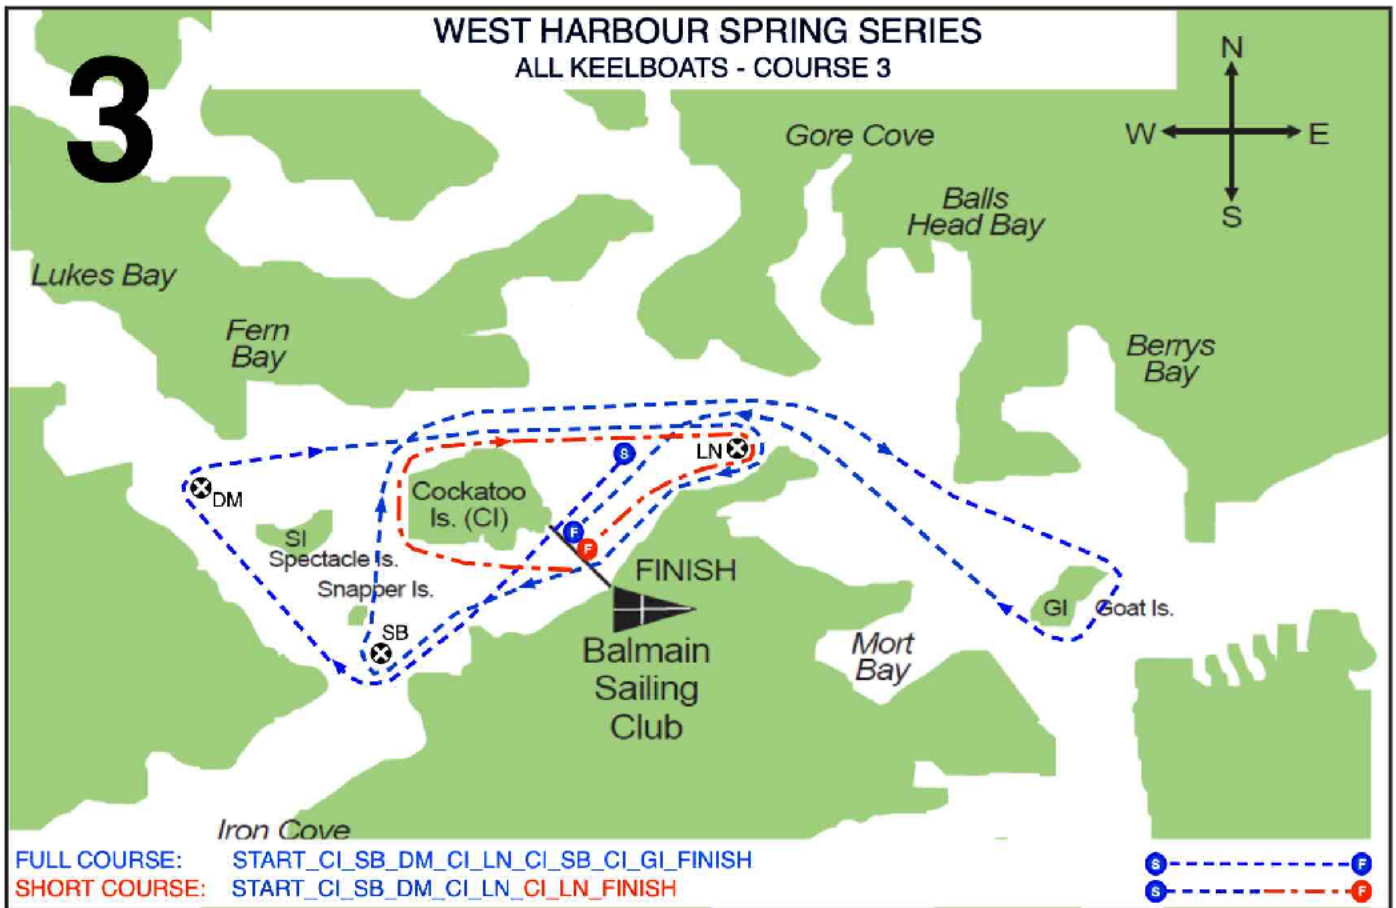 3
WEST HARBOUR SPRING SERIES
ALL KEELBOATS - COURSE 3
N
W E
S
Gore Cove
Balls
Head Bay
Lukes Bay
Fern
Bay
Berrys
Bay
S
LN
DM
Cockatoo
Is. (CI)
SI
Spectacle Is.
F
F
Snapper Is.
FINISH
GI Goat Is.
SB
Balmain
Sailing
Club
Mort
Bay
Iron Cove
FULL COURSE: START_CI_SB_DM_CI_LN_CI_SB_CI_GI_FINISH
S F
SHORT COURSE: START_CI_SB_DM_CI_LN_CI_LN_FINISH
S F